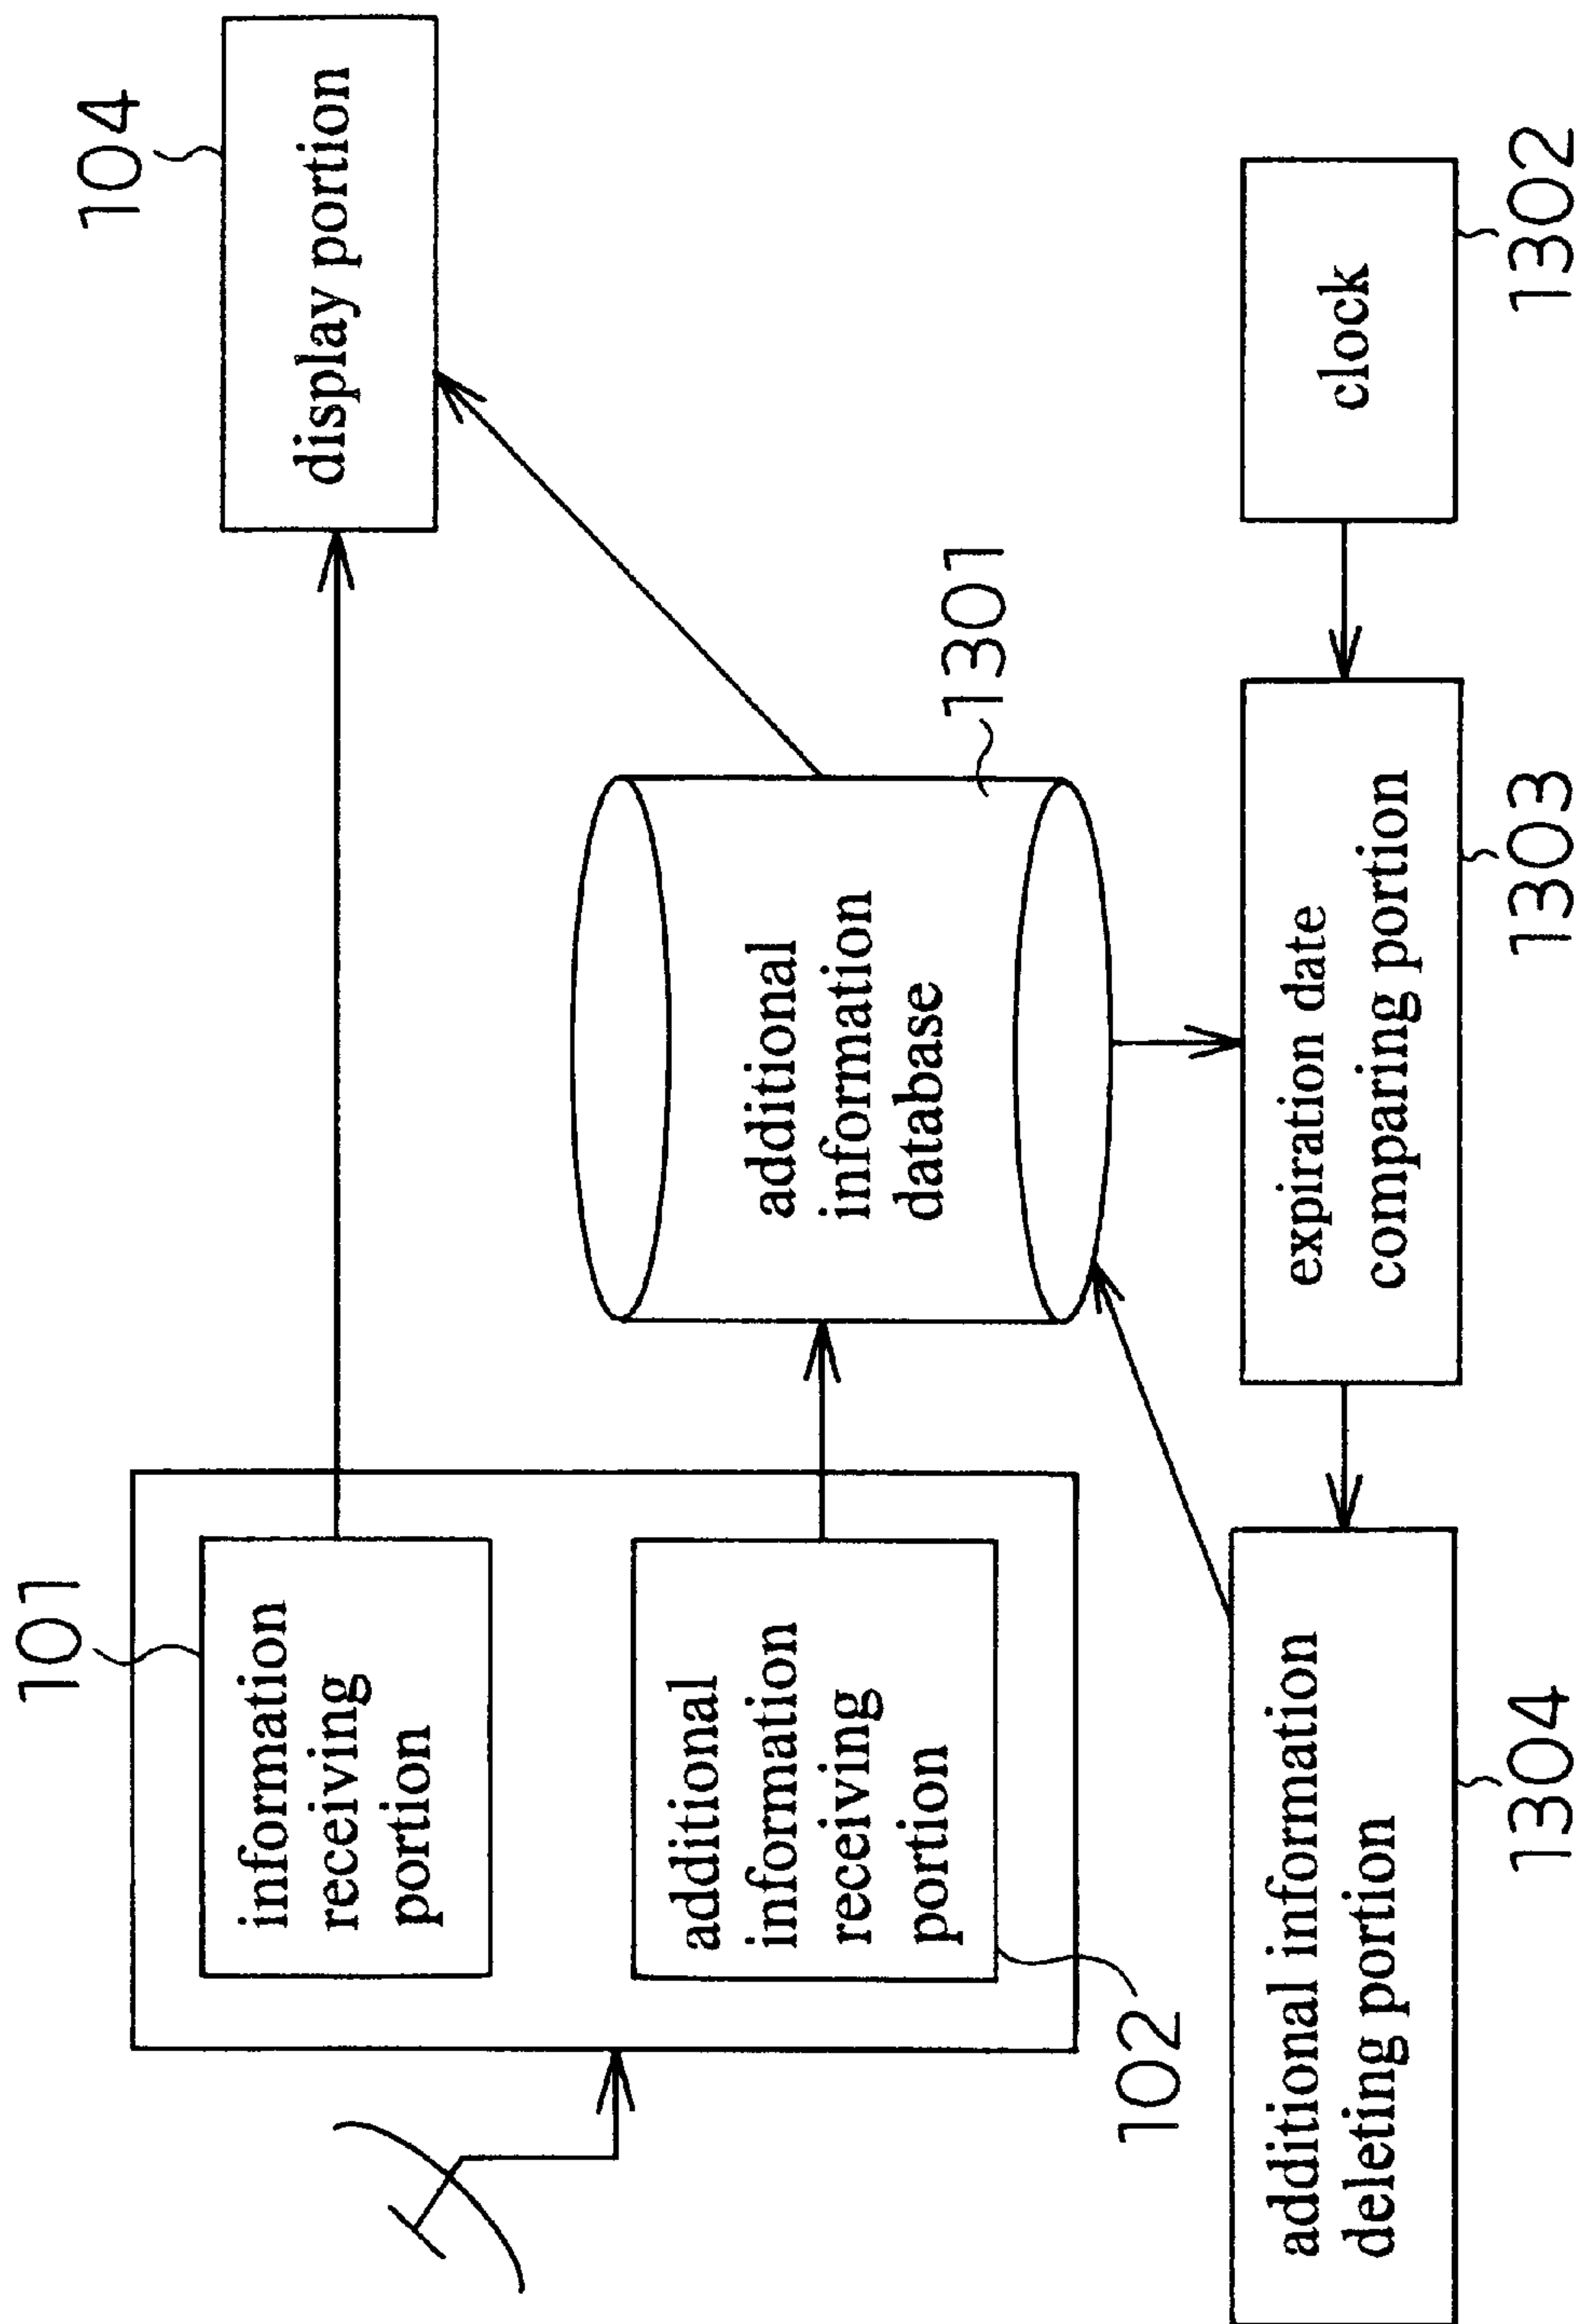 101
information
receiving
portion
104
display portion
additional
information
receiving
portion
102
additional
information
database
1301
additional information
deleting portion
1304
expiration date
comparing portion
1303
clock
1302